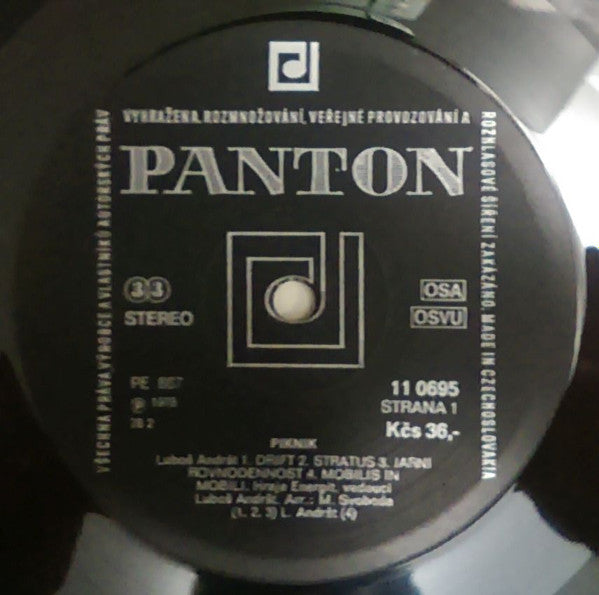 VYHRAŽENA, ROZMNOŽOVÁNÍ, VEŘEJNÉ PROVOZOVÁNÍ A
ROZHLASOVÉ ŠÍŘENÍ ZAKÁZÁNO. MADE IN CZECHOSLOVAKIA
VŠECHNA PRÁVA VÝROBCE A VLASTNÍKŮ AUTORSKÝCH PRÁV
PANTON
33
STEREO
OSA
OSVU
11 0695
STRANA 1
Kčs 36,-
PIKNIK
Luboš Andršt 1. DRIFT 2. STRATUS 3. JARNÍ
ROVNODENNOST 4. MOBILIS IN
MOBILI. Hraje Energit, vedoucí
Luboš Andršt. Arr.: M. Svoboda
(1, 2, 3) L. Andršt (4)